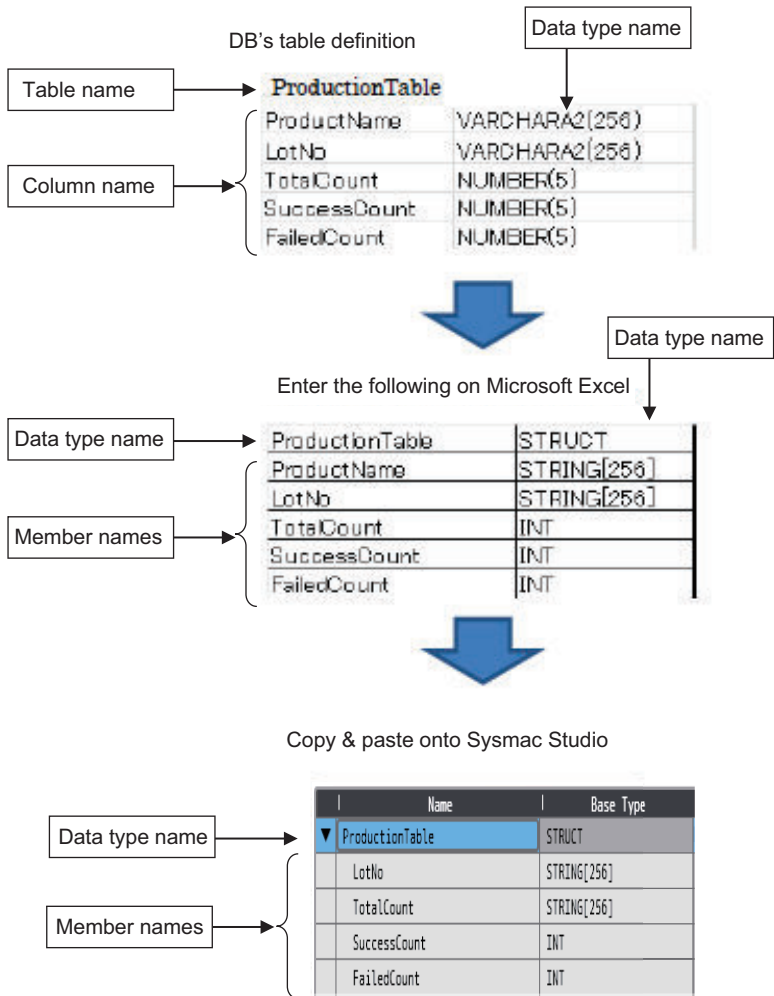 DB's table definition
Data type name
Table name
ProductionTable
ProductName VARCHARA2(256)
LotNo VARCHARA2(256)
Column name
TotalCount NUMBER(5)
SuccessCount NUMBER(5)
FailedCount NUMBER(5)
Data type name
Enter the following on Microsoft Excel
Data type name
ProductionTable STRUCT
ProductName STRING[256]
LotNo STRING[256]
Member names
TotalCount INT
SuccessCount INT
FailedCount INT
Copy & paste onto Sysmac Studio
Name Base Type
Data type name
ProductionTable STRUCT
LotNo STRING[256]
TotalCount STRING[256]
Member names
SuccessCount INT
FailedCount INT